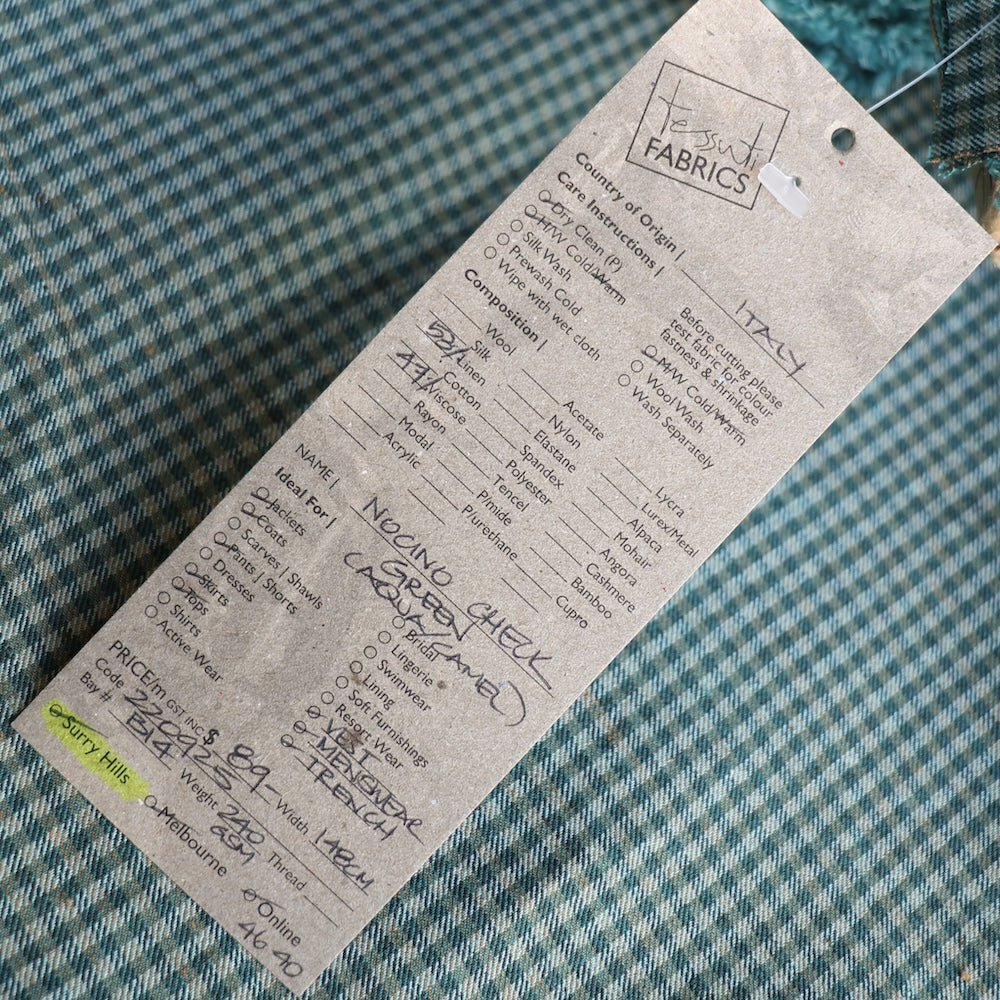 tessuti
FABRICS
Country of Origin | ITALY
Care Instructions |
Dry Clean (P)
H/W Cold/Warm
Silk Wash
Prewash Cold
Wipe with wet cloth
Before cutting please
test fabric for colour
fastness & shrinkage
M/W Cold/Warm
Wool Wash
Wash Separately
Composition |
Wool
Silk
53% Linen
Cotton
47% Viscose
Rayon
Modal
Acrylic
Acetate
Nylon
Elastane
Spandex
Polyester
Tencel
P/mide
P/urethane
Lycra
Lurex/Metal
Alpaca
Mohair
Angora
Cashmere
Bamboo
Cupro
NAME | NOCINO CHECK
GREEN
(AQUA/CAMEL)
Ideal For |
Jackets
Coats
Scarves | Shawls
Pants | Shorts
Dresses
Skirts
Tops
Shirts
Active Wear
Bridal
Lingerie
Swimwear
Lining
Soft Furnishings
Resort Wear
VEST
MENSWEAR
TRENCH
PRICE/m GST INC $ 89- Width 148CM
Code 220925 Weight 240 GSM Thread
Bay # B14
Surry Hills
Melbourne
Online
46 40